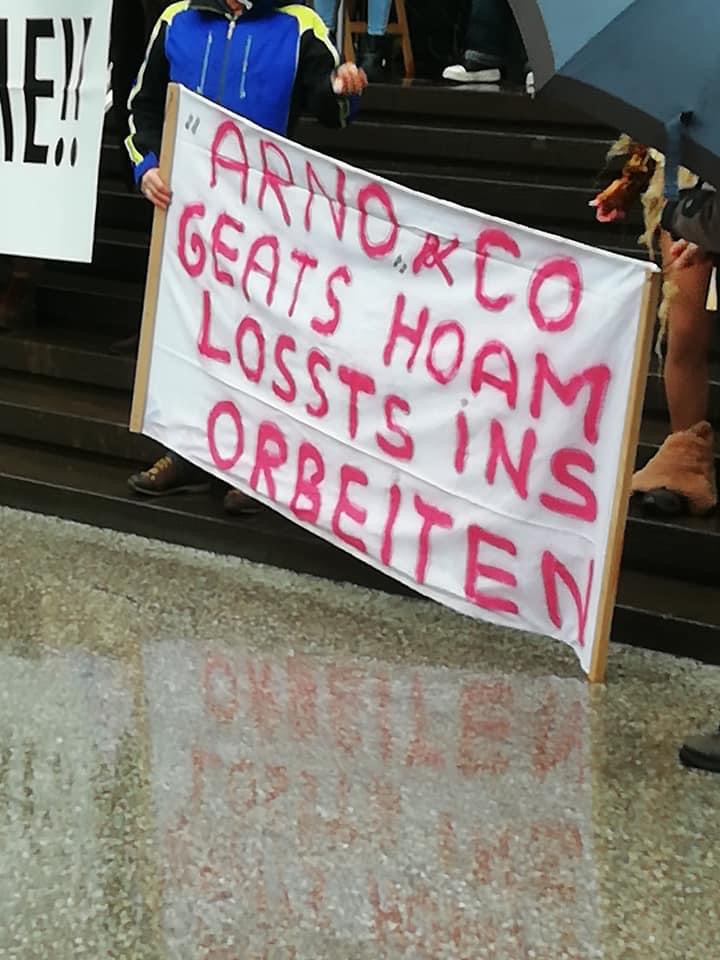 "ARNO" & CO
GEATS HOAM
LOSSTS iNS
ORBEITEN
E!!